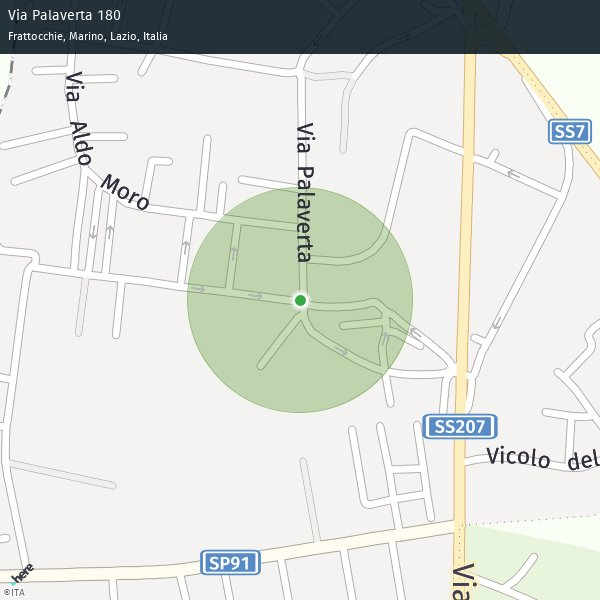 Via Palaverta 180
Frattocchie, Marino, Lazio, Italia
Via Aldo Moro
Via Palaverta
SS7
SS207
Vicolo del
SP91
Via
here
©ITA